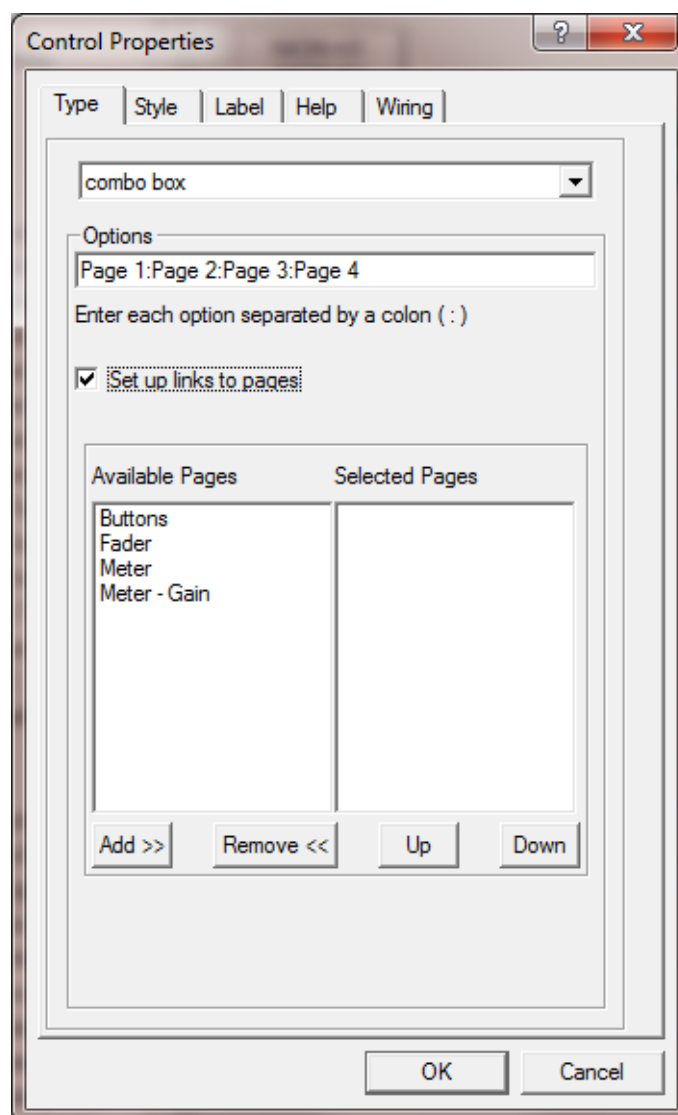 Control Properties
Type Style Label Help Wiring
combo box
Options
Page 1:Page 2:Page 3:Page 4
Enter each option separated by a colon ( : )
Set up links to pages
Available Pages Selected Pages
Buttons
Fader
Meter
Meter - Gain
Add >> Remove << Up Down
OK Cancel